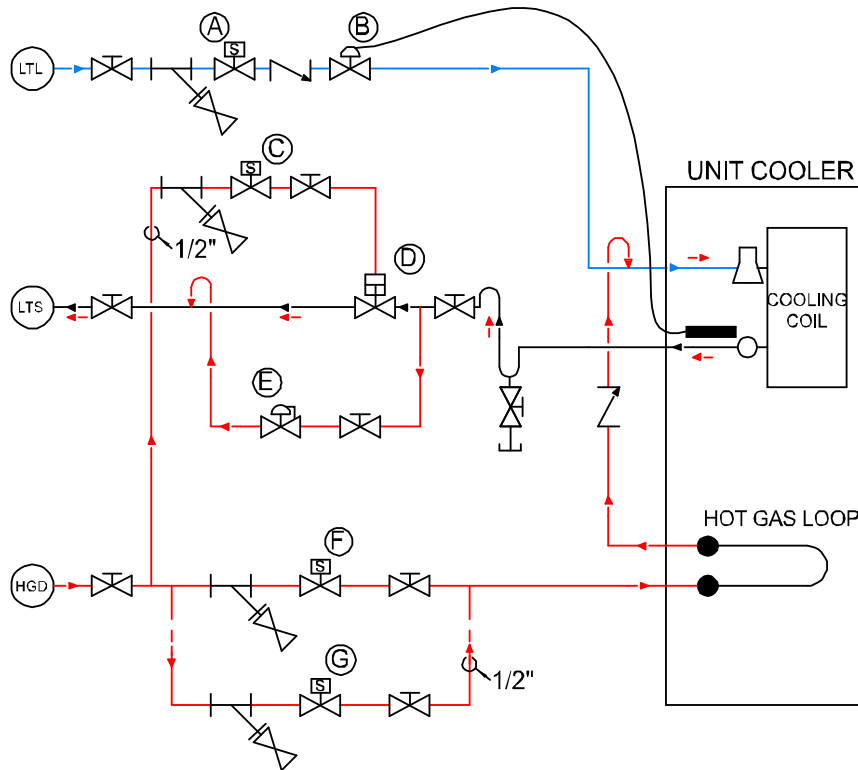 A
B
S
LTL
C
S
UNIT COOLER
1/2"
D
LTS
COOLING
COIL
E
HOT GAS LOOP
F
S
HGD
G
S
1/2"